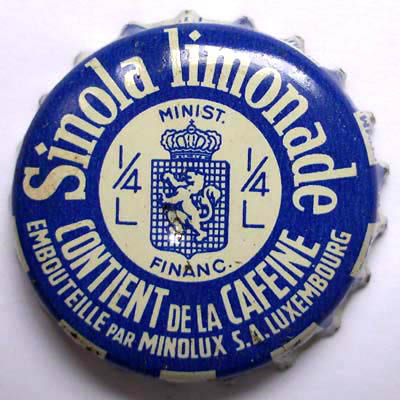 Sinola limonade
MINIST.
1/4 L
1/4 L
FINANC.
CONTIENT DE LA CAFEINE
EMBOUTEILLE PAR MINOLUX S.A. LUXEMBOURG